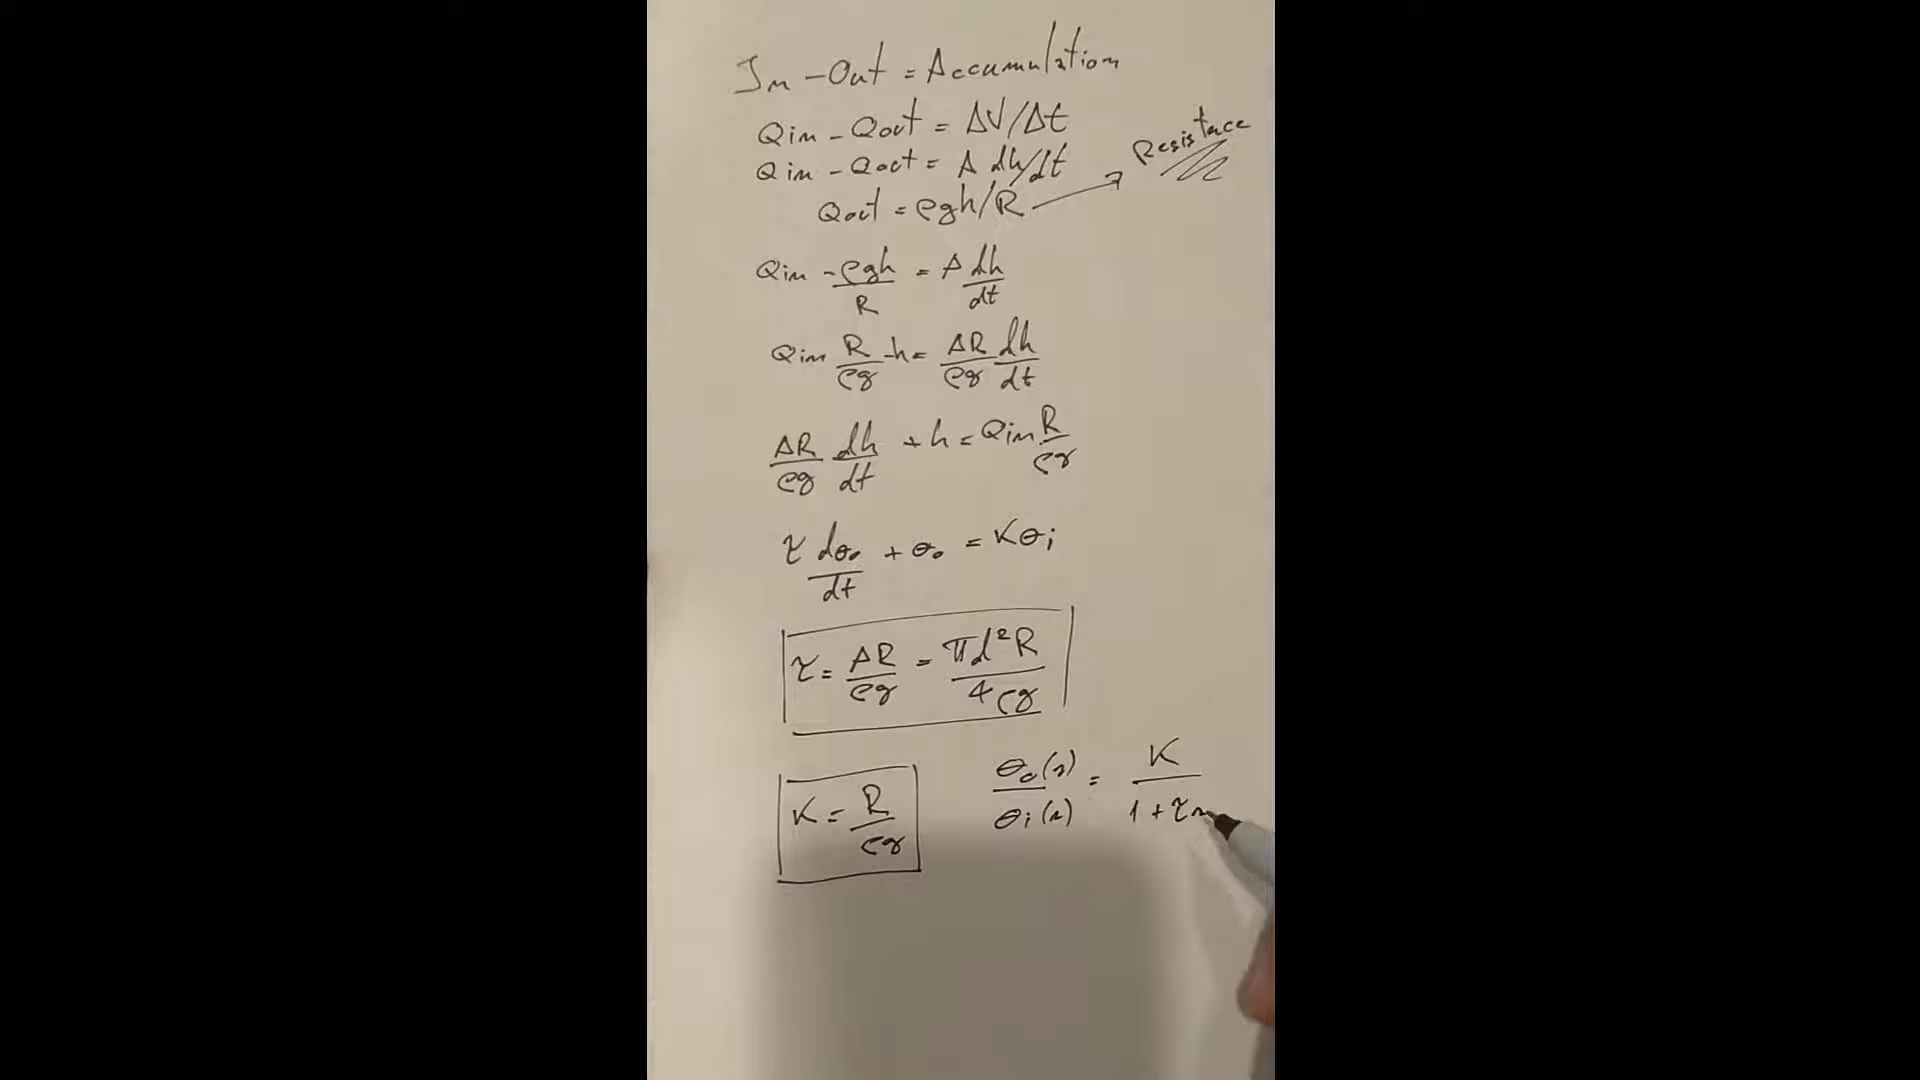 In - Out = Accumulation
Qin - Qout = ΔV/Δt
Qin - Qout = A dh/dt
Qout = ρgh/R → Resistace
Qin - ρgh/R = A dh/dt
Qin R/ρg - h = AR/ρg dh/dt
AR/ρg dh/dt + h = Qin R/ρg
τ dθo/dt + θo = Kθi
τ = AR/ρg = πd²R/4ρg
K = R/ρg
θo(s)/θi(s) = K/1+τs